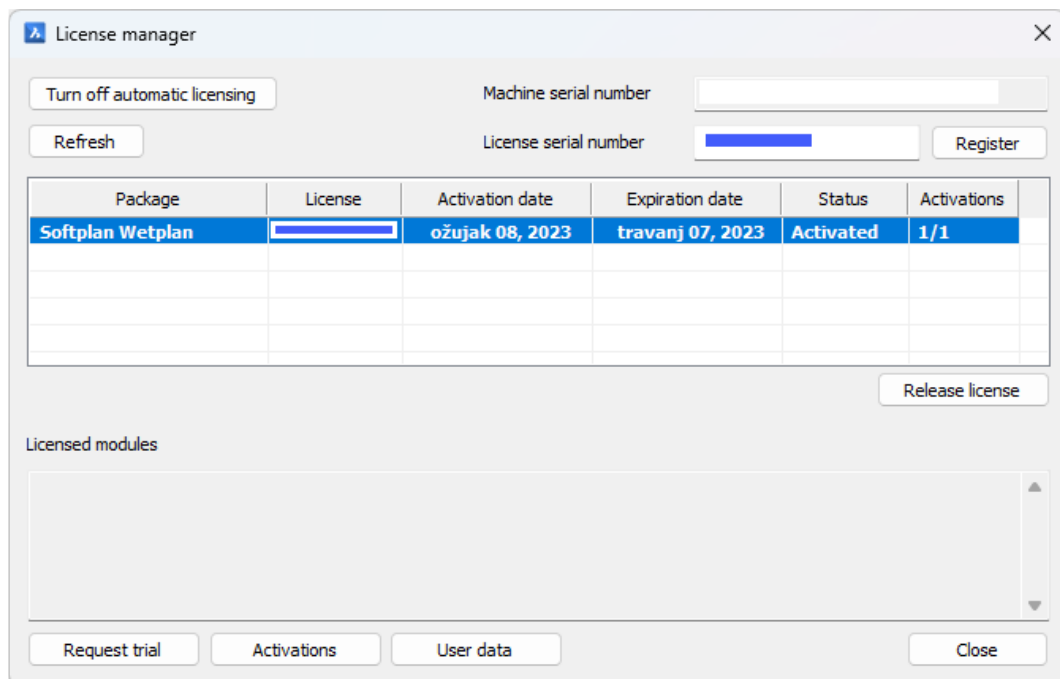 License manager
Turn off automatic licensing
Machine serial number
Refresh
License serial number
Register
Package License Activation date Expiration date Status Activations
Softplan Wetplan ožujak 08, 2023 travanj 07, 2023 Activated 1/1
Release license
Licensed modules
Request trial Activations User data Close